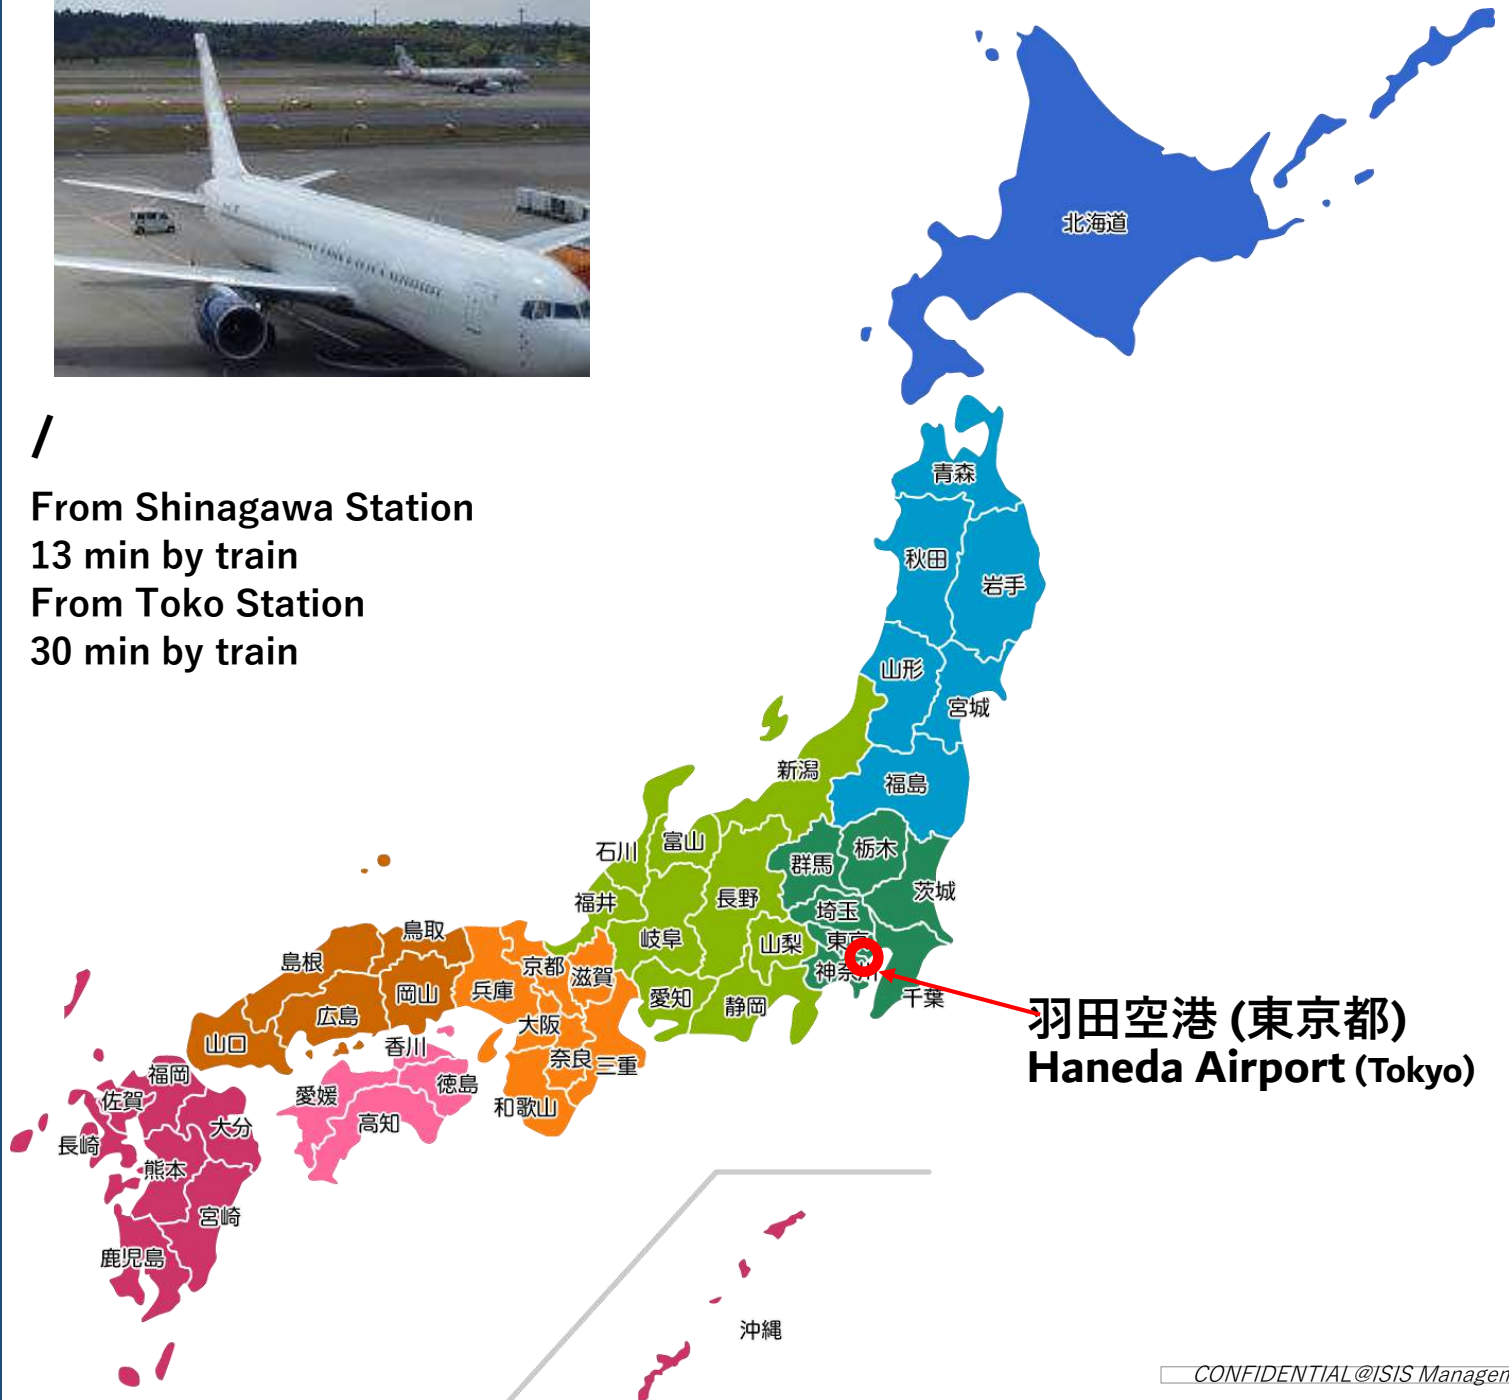 北海道
/
From Shinagawa Station
13 min by train
From Toko Station
30 min by train
青森
秋田
岩手
山形
宮城
新潟
福島
石川
富山
群馬
栃木
福井
長野
茨城
埼玉
岐阜
山梨
東京
神奈川
千葉
愛知
静岡
鳥取
島根
京都
滋賀
岡山
兵庫
広島
大阪
山口
香川
奈良
三重
福岡
徳島
愛媛
和歌山
佐賀
高知
大分
長崎
熊本
宮崎
鹿児島
沖縄
羽田空港 (東京都)
Haneda Airport (Tokyo)
CONFIDENTIAL@ISIS Managem